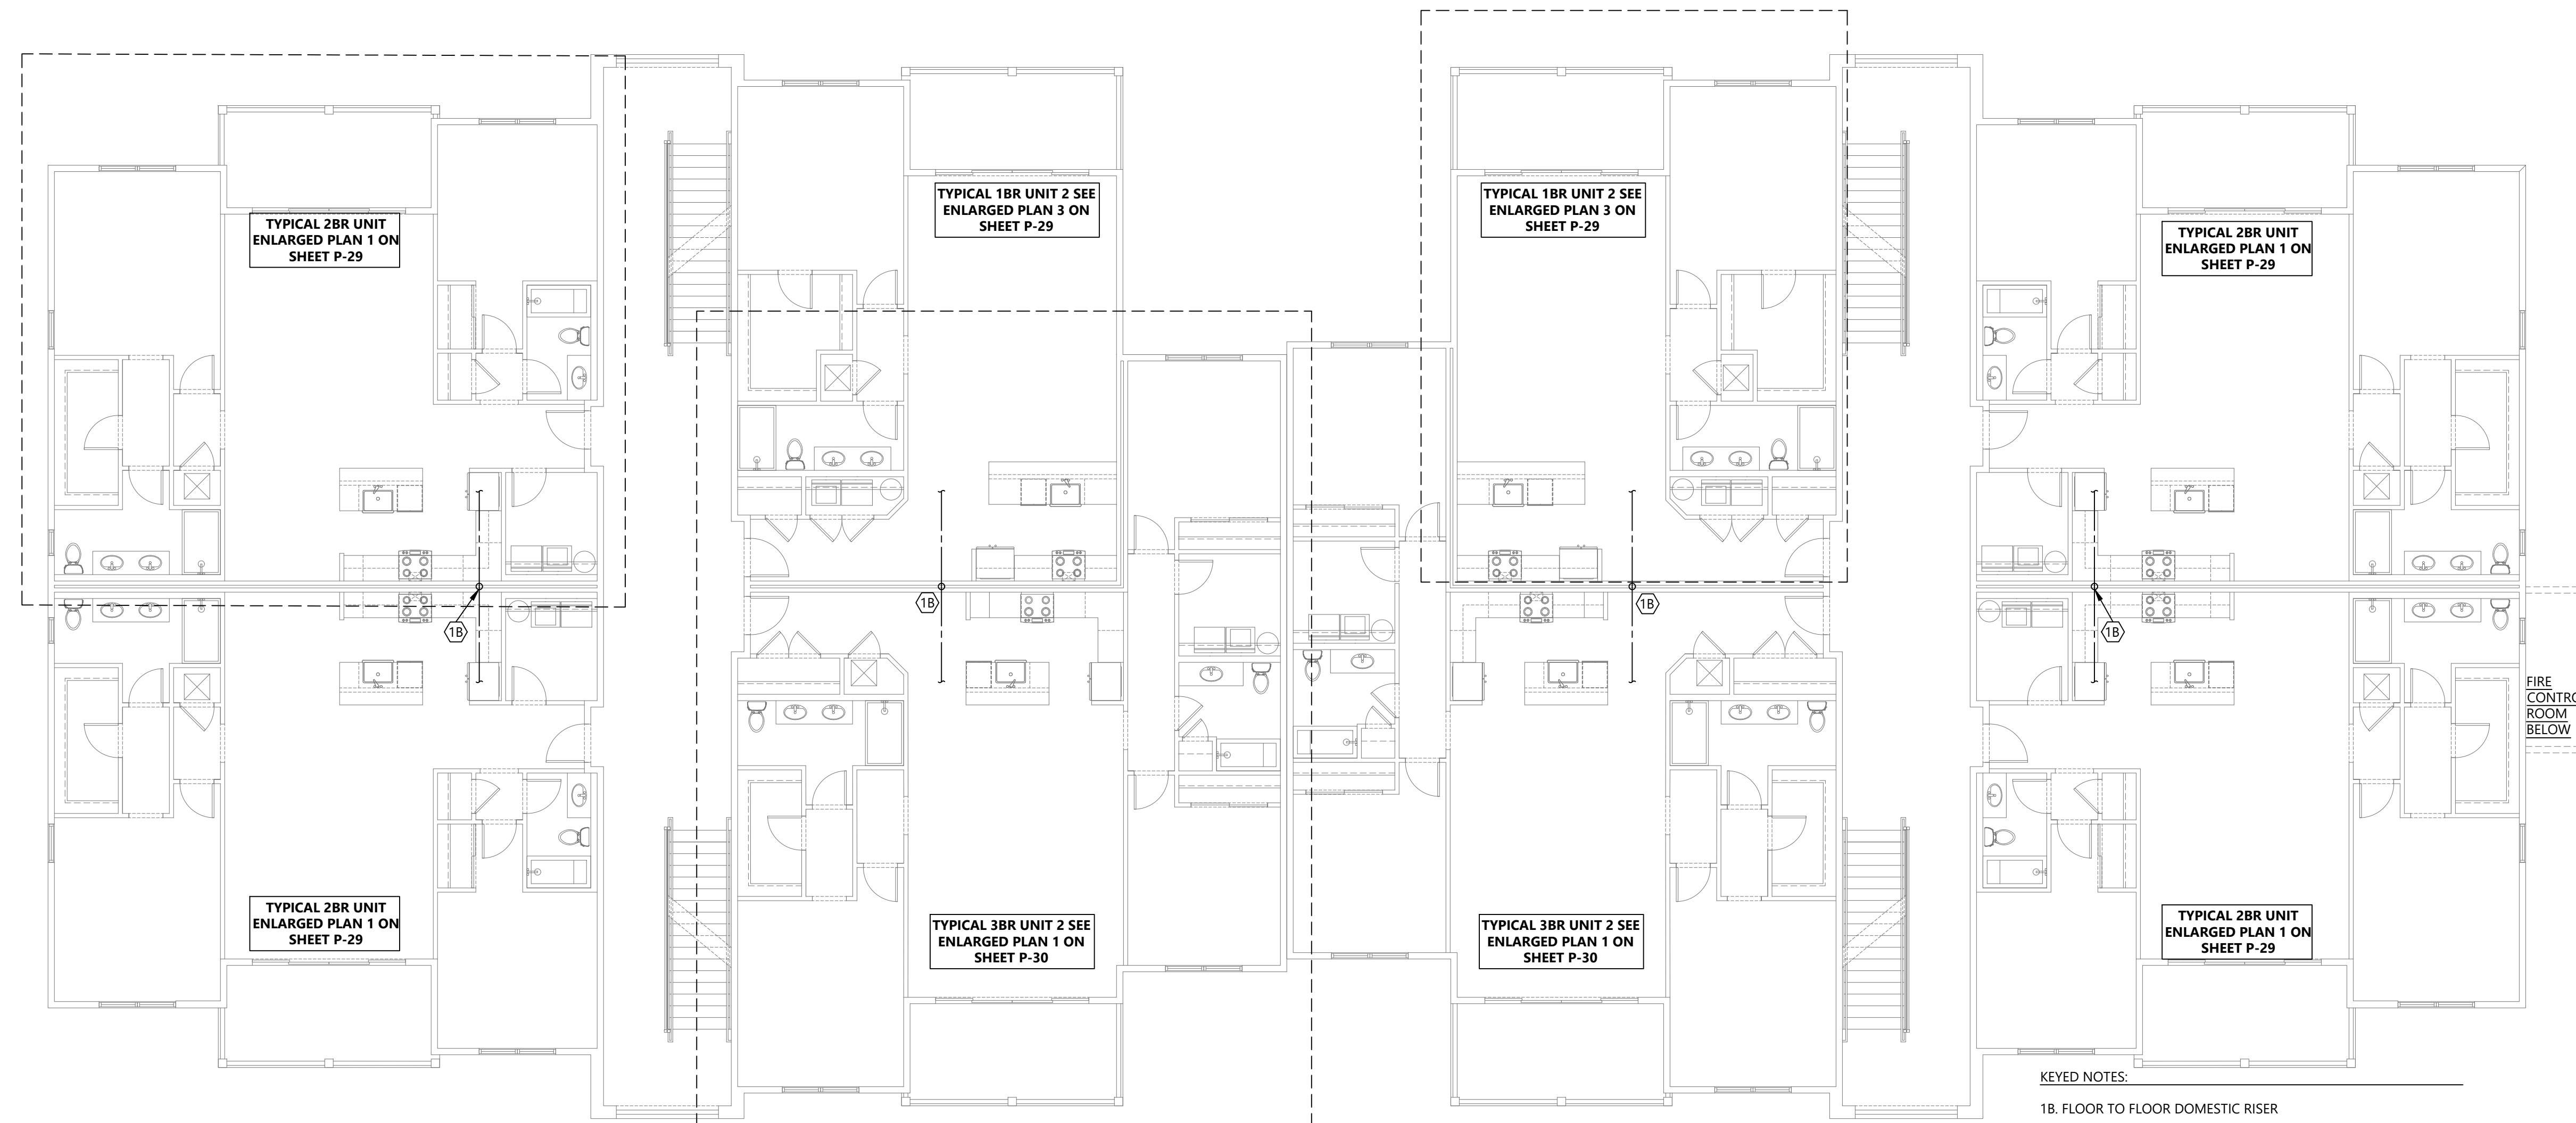 TYPICAL 1BR UNIT 2 SEE
ENLARGED PLAN 3 ON
SHEET P-29
TYPICAL 1BR UNIT 2 SEE
ENLARGED PLAN 3 ON
SHEET P-29
TYPICAL 2BR UNIT
ENLARGED PLAN 1 ON
SHEET P-29
TYPICAL 2BR UNIT
ENLARGED PLAN 1 ON
SHEET P-29
1B
1B
1B
1B
FIRE
ROOM
BELOW
TYPICAL 2BR UNIT
ENLARGED PLAN 1 ON
SHEET P-29
TYPICAL 3BR UNIT 2 SEE
ENLARGED PLAN 1 ON
SHEET P-30
TYPICAL 3BR UNIT 2 SEE
ENLARGED PLAN 1 ON
SHEET P-30
TYPICAL 2BR UNIT
ENLARGED PLAN 1 ON
SHEET P-29
KEYED NOTES:
1B. FLOOR TO FLOOR DOMESTIC RISER